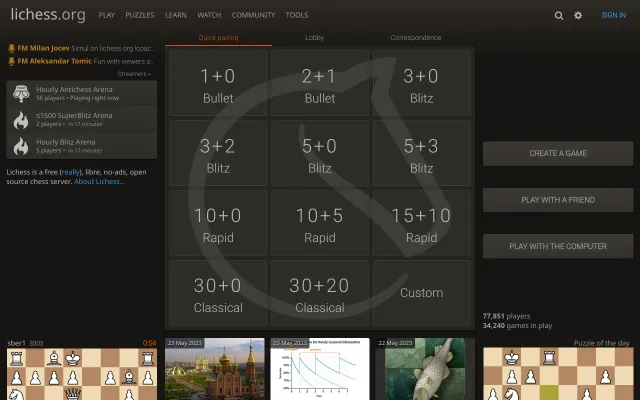 lichess.org PLAY PUZZLES LEARN WATCH COMMUNITY TOOLS SIGN IN
FM Milan Jocev Simul on lichess.org !coac...
FM Aleksandar Tomic Fun with viewers o...
Streamers »
Hourly Antichess Arena
56 players • Playing right now
≤1500 SuperBlitz Arena
2 players • in 12 minutes
Hourly Blitz Arena
5 players • in 12 minutes
Lichess is a free (really), libre, no-ads, open
source chess server. About Lichess...
Quick pairing Lobby Correspondence
1+0 2+1 3+0
Bullet Bullet Blitz
3+2 5+0 5+3
Blitz Blitz Blitz
10+0 10+5 15+10
Rapid Rapid Rapid
30+0 30+20 Custom
Classical Classical
CREATE A GAME
PLAY WITH A FRIEND
PLAY WITH THE COMPUTER
77,851 players
34,240 games in play
sber1 3003 0:54
23 May 2023
23 May 2023
22 May 2023
Puzzle of the day